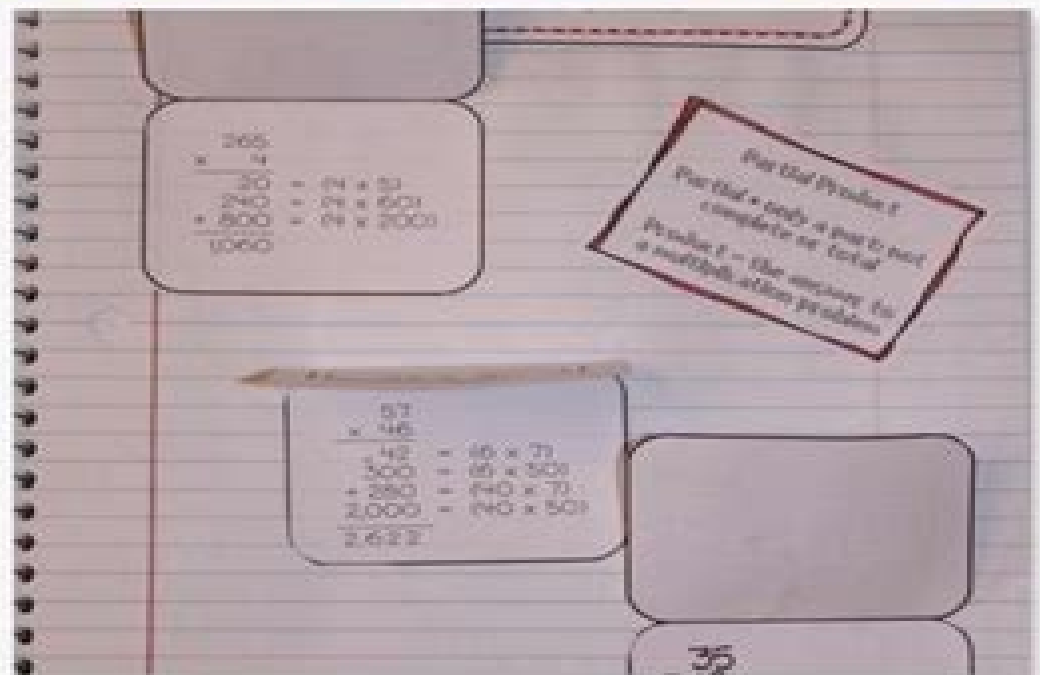 265
x 4
20 = (4 x 5)
240 = (4 x 60)
+ 800 = (4 x 200)
1,060
Partial Product
Partial - only a part; not
complete or total
Product - the answer to
a multiplication problem
57
x 46
42 = (6 x 7)
300 = (6 x 50)
+ 280 = (40 x 7)
2,000 = (40 x 50)
2,622
35